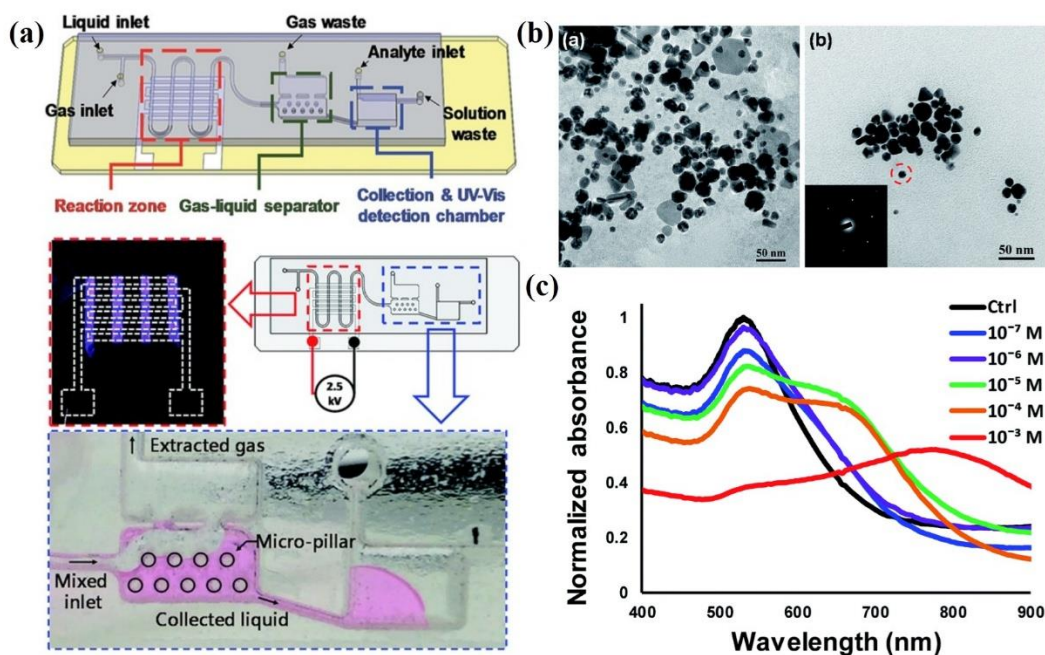 (a)
Liquid inlet
Gas waste
Analyte inlet
Gas inlet
Solution
waste
Reaction zone
Gas-liquid separator
Collection & UV-Vis
detection chamber
2.5
kV
Extracted gas
Micro-pillar
Mixed
inlet
Collected liquid
(b)
(a)
50 nm
(b)
50 nm
(c)
Normalized absorbance
1
0.8
0.6
0.4
0.2
0
400
500
600
700
800
900
Wavelength (nm)
Ctrl
10⁻⁷ M
10⁻⁶ M
10⁻⁵ M
10⁻⁴ M
10⁻³ M